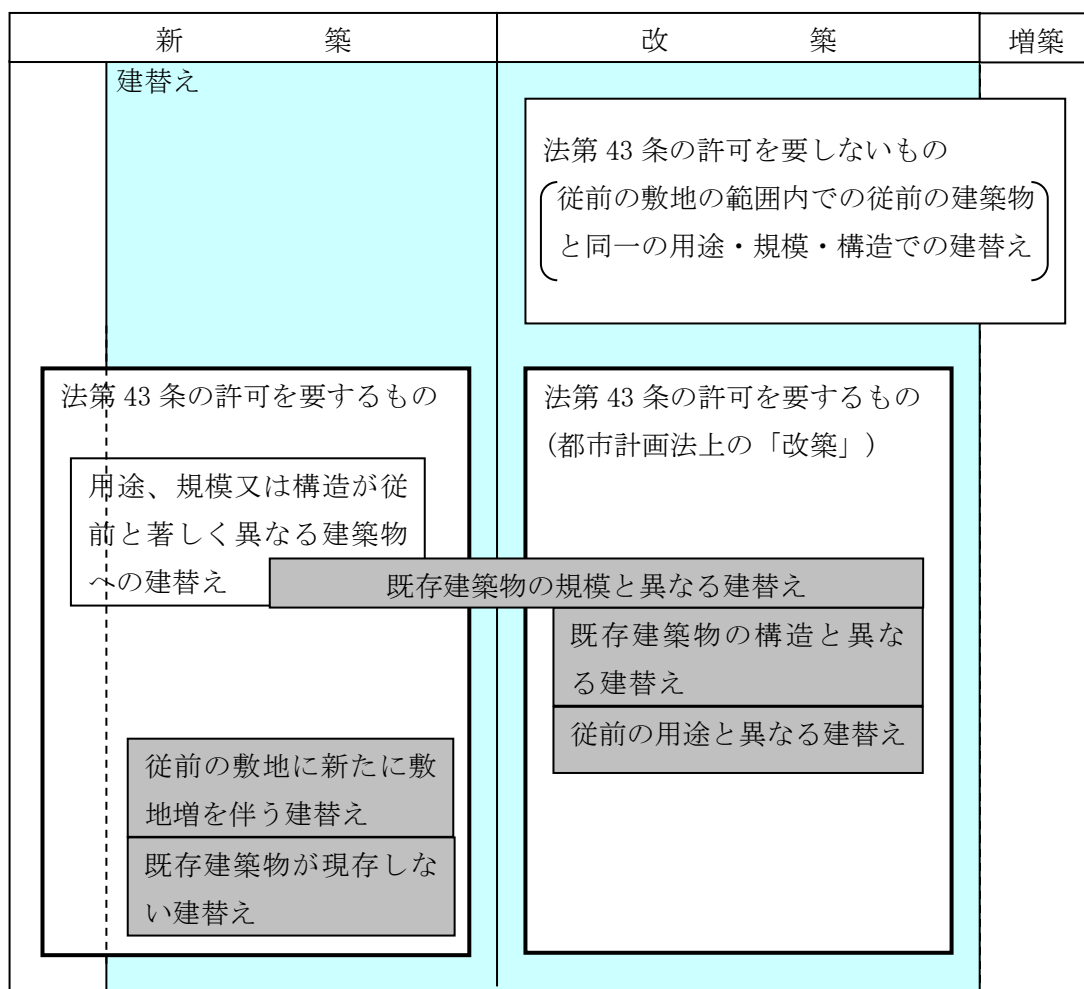 新築
改築
増築
建替え
法第 43 条の許可を要しないもの
従前の敷地の範囲内での従前の建築物
と同一の用途・規模・構造での建替え
法第 43 条の許可を要するもの
用途、規模又は構造が従
前と著しく異なる建築物
への建替え
法第 43 条の許可を要するもの
(都市計画法上の「改築」)
既存建築物の規模と異なる建替え
既存建築物の構造と異な
る建替え
従前の用途と異なる建替え
従前の敷地に新たに敷
地増を伴う建替え
既存建築物が現存しな
い建替え